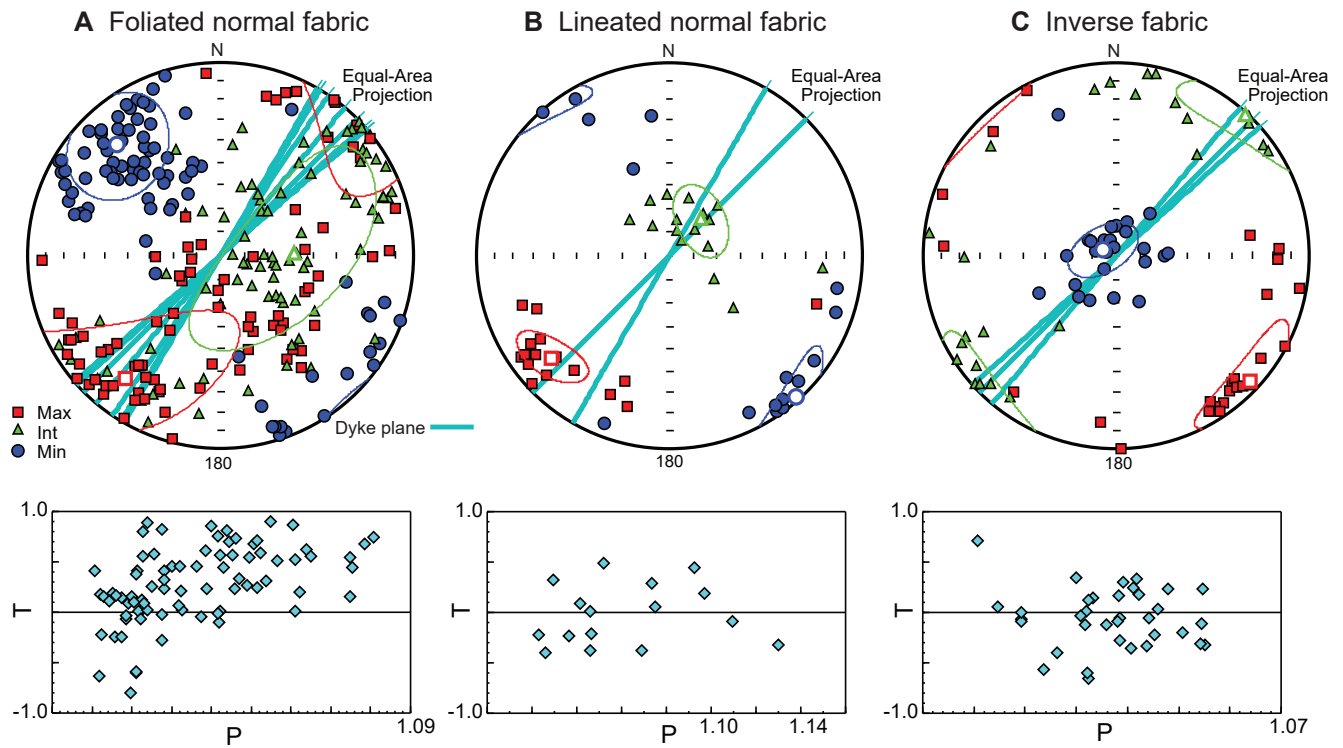 A Foliated normal fabric
N
Equal-Area
Projection
Max
Int
Min
180
B Lineated normal fabric
N
Equal-Area
Projection
Dyke plane
180
C Inverse fabric
N
Equal-Area
Projection
180
1.0
T
-1.0
P
1.09
1.0
T
-1.0
P
1.10
1.14
1.0
T
-1.0
P
1.07